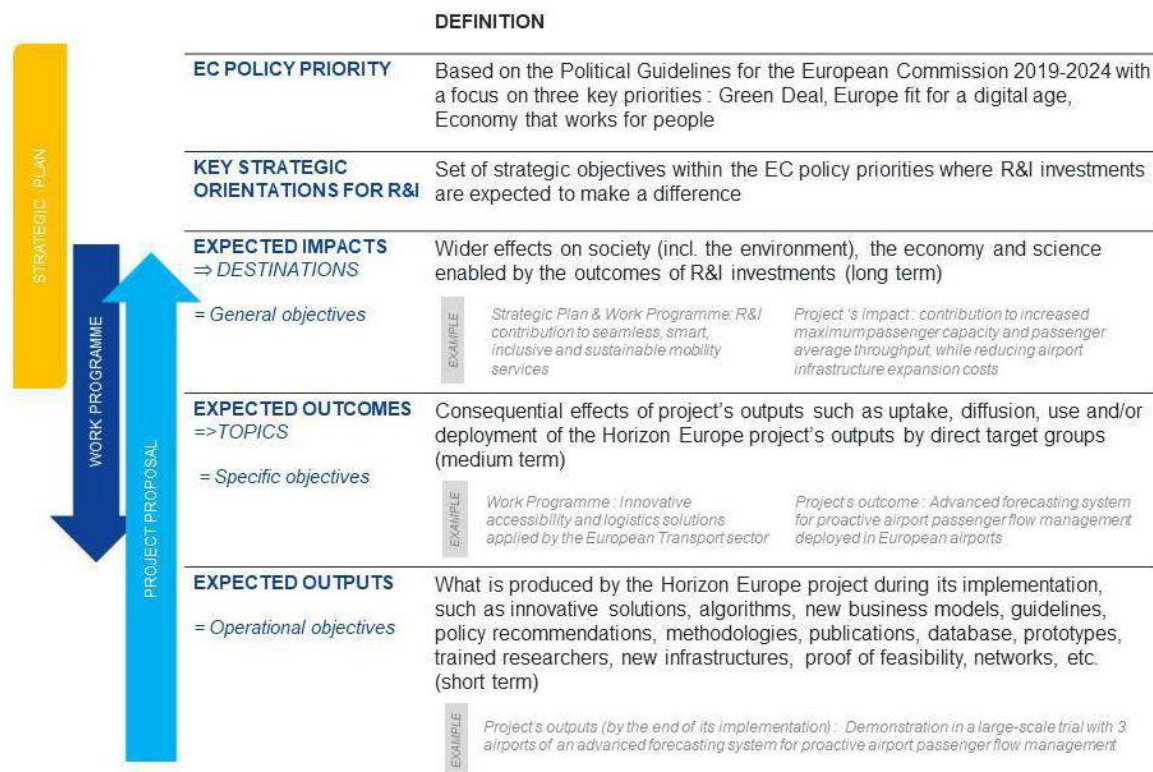 DEFINITION
EC POLICY PRIORITY
Based on the Political Guidelines for the European Commission 2019-2024 with
a focus on three key priorities : Green Deal, Europe fit for a digital age,
Economy that works for people
KEY STRATEGIC
ORIENTATIONS FOR R&I
Set of strategic objectives within the EC policy priorities where R&I investments
are expected to make a difference
EXPECTED IMPACTS
⇒ DESTINATIONS
= General objectives
Wider effects on society (incl. the environment), the economy and science
enabled by the outcomes of R&I investments (long term)
EXAMPLE
Strategic Plan & Work Programme: R&I
contribution to seamless, smart,
inclusive and sustainable mobility
services
Project 's impact : contribution to increased
maximum passenger capacity and passenger
average throughput, while reducing airport
infrastructure expansion costs
EXPECTED OUTCOMES
=>TOPICS
= Specific objectives
Consequential effects of project's outputs such as uptake, diffusion, use and/or
deployment of the Horizon Europe project's outputs by direct target groups
(medium term)
EXAMPLE
Work Programme : Innovative
accessibility and logistics solutions
applied by the European Transport sector
Project's outcome : Advanced forecasting system
for proactive airport passenger flow management
deployed in European airports
EXPECTED OUTPUTS
= Operational objectives
What is produced by the Horizon Europe project during its implementation,
such as innovative solutions, algorithms, new business models, guidelines,
policy recommendations, methodologies, publications, database, prototypes,
trained researchers, new infrastructures, proof of feasibility, networks, etc.
(short term)
EXAMPLE
Project's outputs (by the end of its implementation) : Demonstration in a large-scale trial with 3
airports of an advanced forecasting system for proactive airport passenger flow management
STRATEGIC PLAN
WORK PROGRAMME
PROJECT PROPOSAL